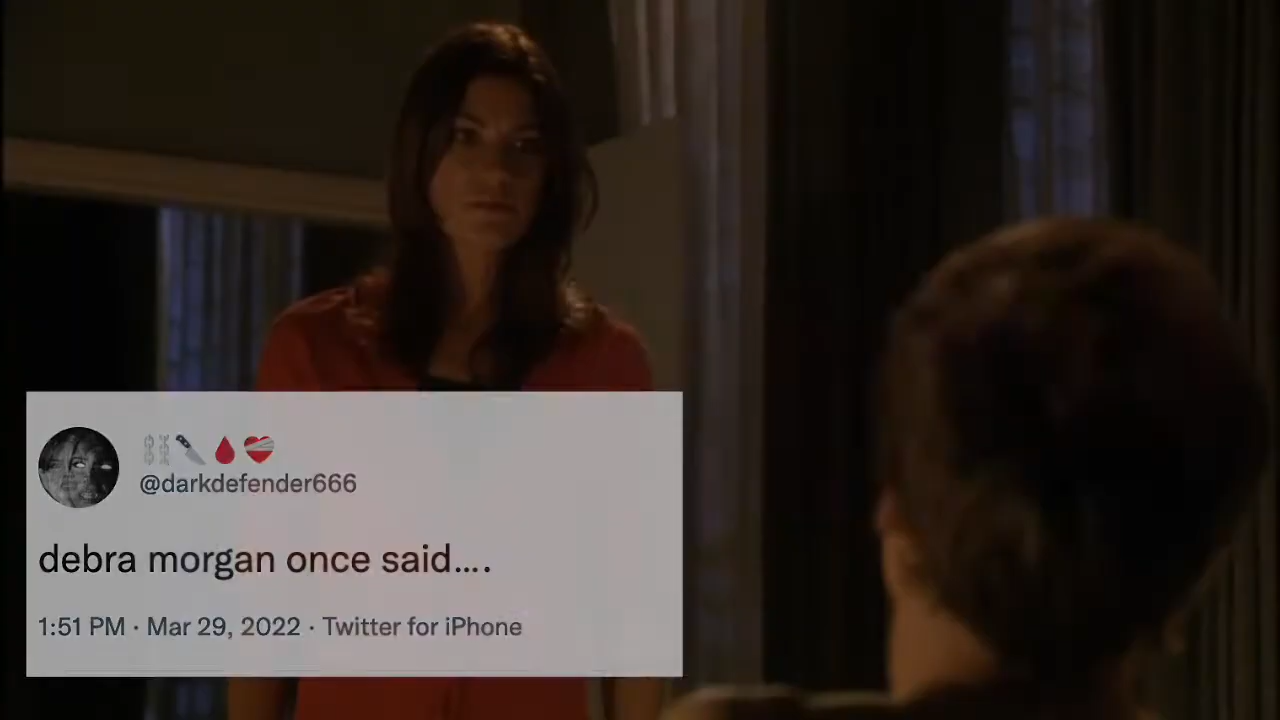 ⛓🔪🩸❤️‍🩹
@darkdefender666
debra morgan once said....
1:51 PM · Mar 29, 2022 · Twitter for iPhone